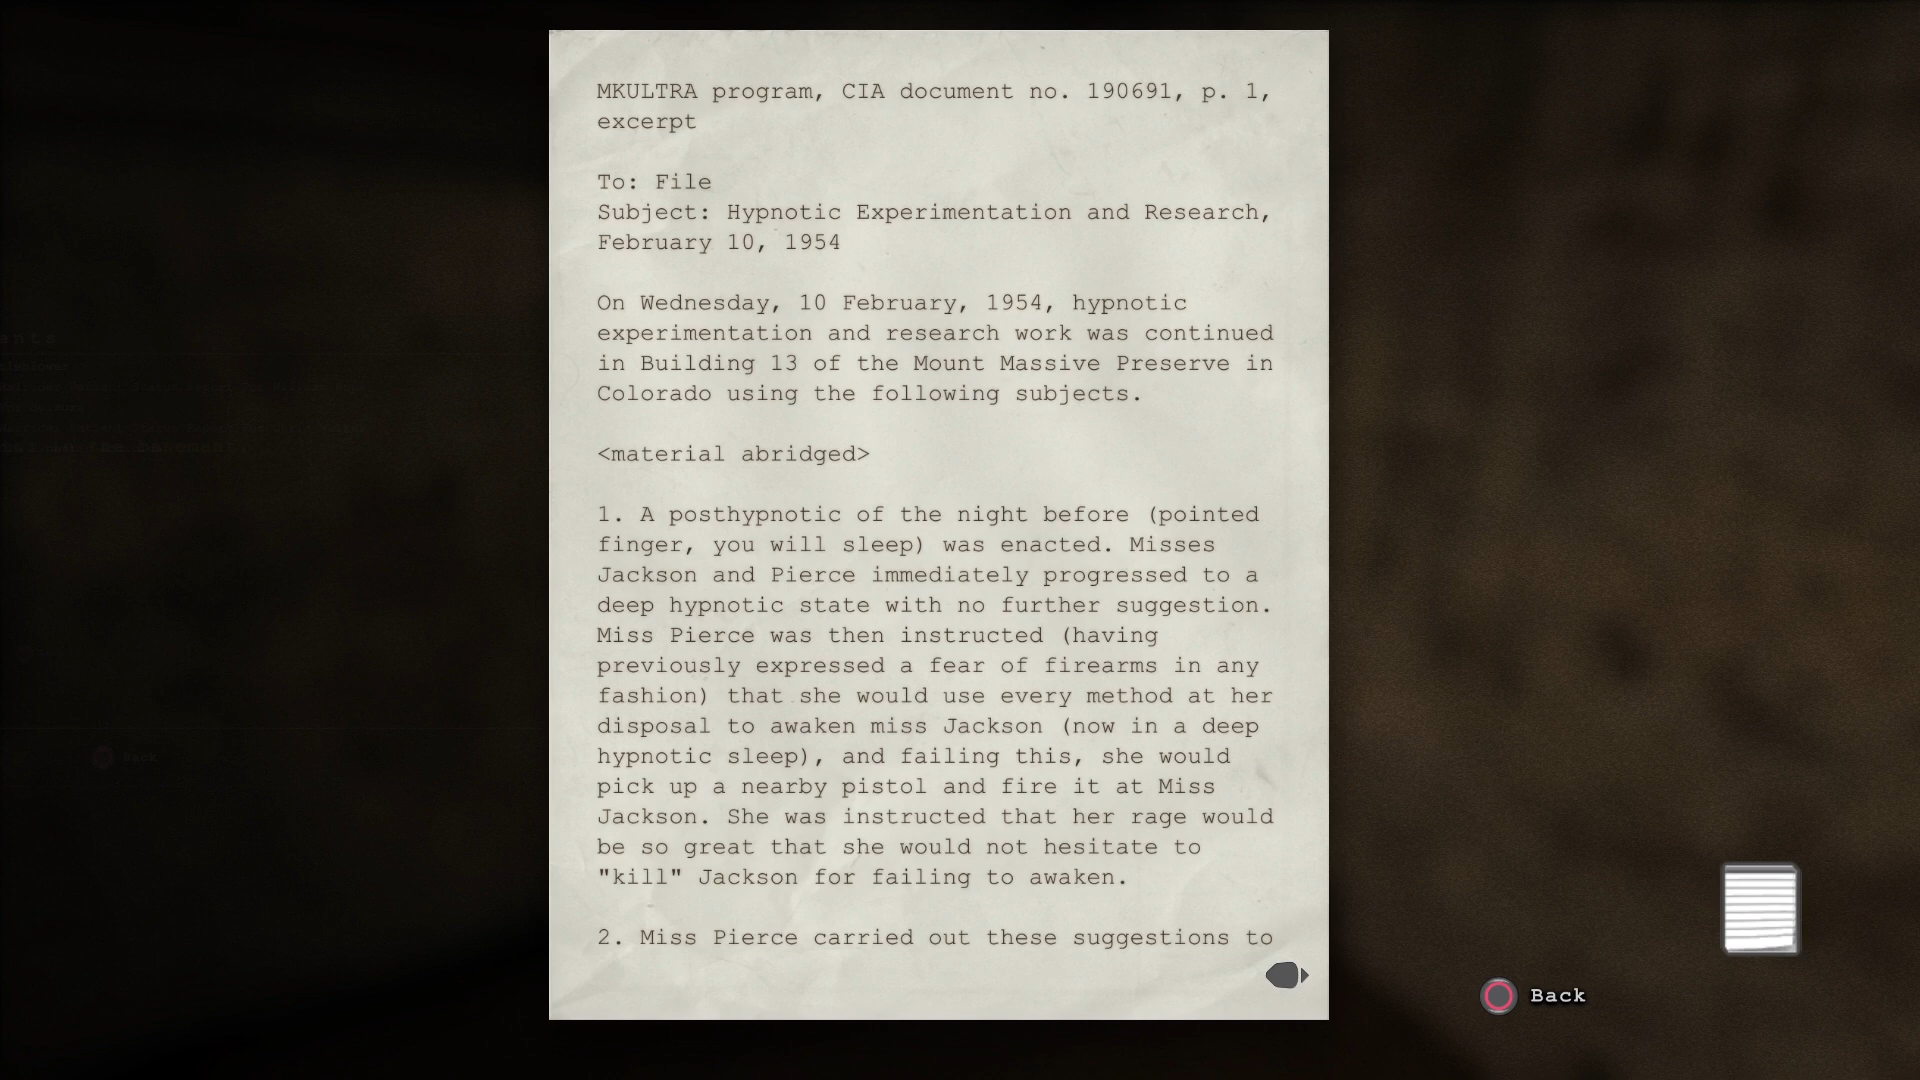 MKULTRA program, CIA document no. 190691, p. 1,
excerpt
To: File
Subject: Hypnotic Experimentation and Research,
February 10, 1954
On Wednesday, 10 February, 1954, hypnotic
experimentation and research work was continued
in Building 13 of the Mount Massive Preserve in
Colorado using the following subjects.
<material abridged>
1. A posthypnotic of the night before (pointed
finger, you will sleep) was enacted. Misses
Jackson and Pierce immediately progressed to a
deep hypnotic state with no further suggestion.
Miss Pierce was then instructed (having
previously expressed a fear of firearms in any
fashion) that she would use every method at her
disposal to awaken miss Jackson (now in a deep
hypnotic sleep), and failing this, she would
pick up a nearby pistol and fire it at Miss
Jackson. She was instructed that her rage would
be so great that she would not hesitate to
"kill" Jackson for failing to awaken.
2. Miss Pierce carried out these suggestions to
Back
Back